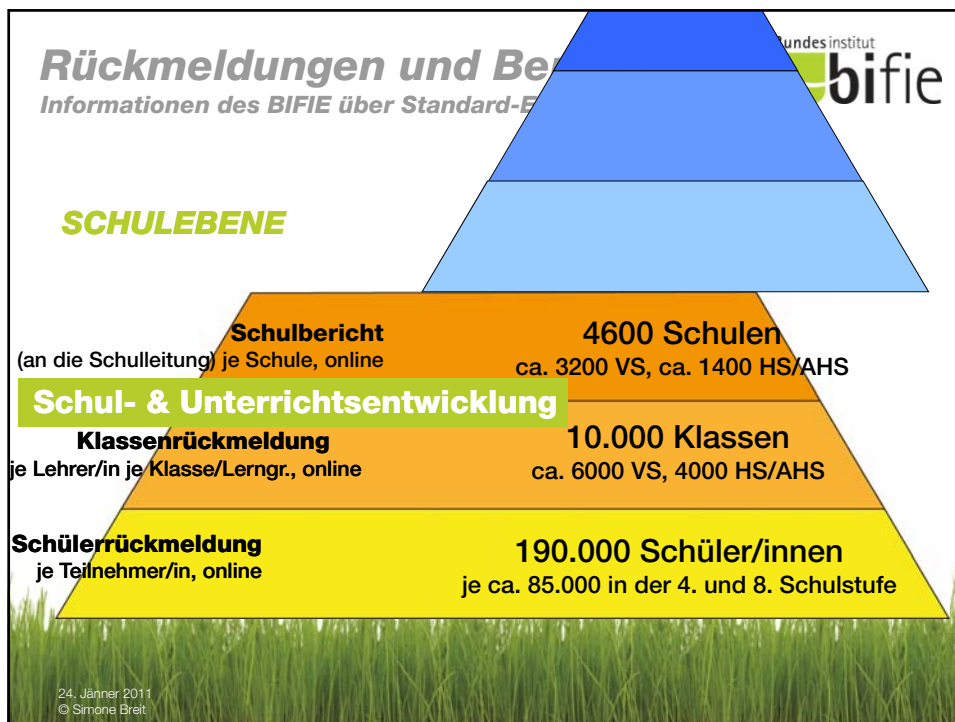 Rückmeldungen und Be
Informationen des BIFIE über Standard-E
undesinstitut
bifie
SCHULEBENE
Schulbericht
(an die Schulleitung) je Schule, online
4600 Schulen
ca. 3200 VS, ca. 1400 HS/AHS
Schul- & Unterrichtsentwicklung
Klassenrückmeldung
je Lehrer/in je Klasse/Lerngr., online
10.000 Klassen
ca. 6000 VS, 4000 HS/AHS
Schülerrückmeldung
je Teilnehmer/in, online
190.000 Schüler/innen
je ca. 85.000 in der 4. und 8. Schulstufe
24. Jänner 2011
© Simone Breit